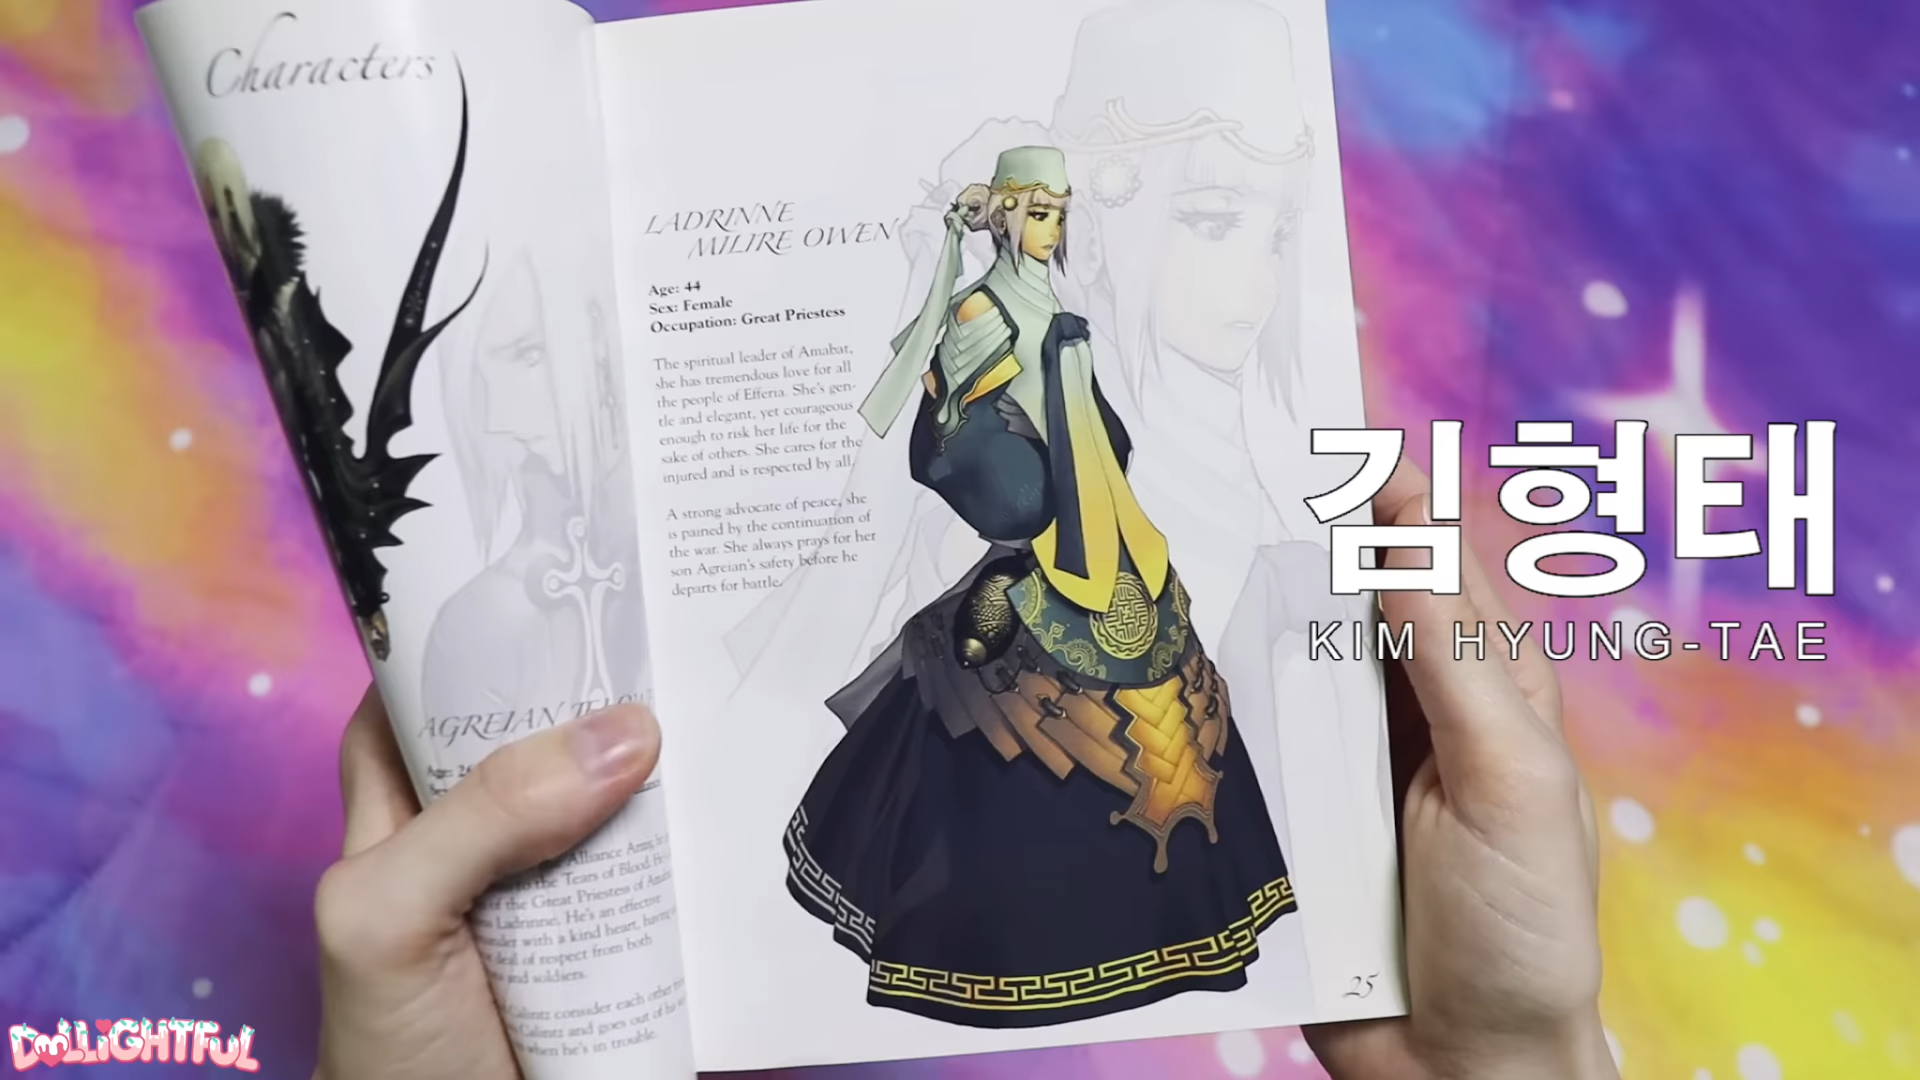 Characters
AGREIAN
Age: 26
Alliance Army
to the Tears of Blood. He
of the Great Priestess of
Ladrinne. He's an effective
with a kind heart,
deal of respect from both
and soldiers.
Calintz consider each other
Calintz and goes out of
when he's in trouble.
LADRINNE
MILIRE OWEN
Age: 44
Sex: Female
Occupation: Great Priestess
The spiritual leader of Amabat,
she has tremendous love for all
the people of Efferia. She's gen-
tle and elegant, yet courageous
enough to risk her life for the
sake of others. She cares for the
injured and is respected by all.
A strong advocate of peace, she
is pained by the continuation of
the war. She always prays for her
son Agreian's safety before he
departs for battle.
25
김형태
KIM HYUNG-TAE
DOLLIGHTFUL